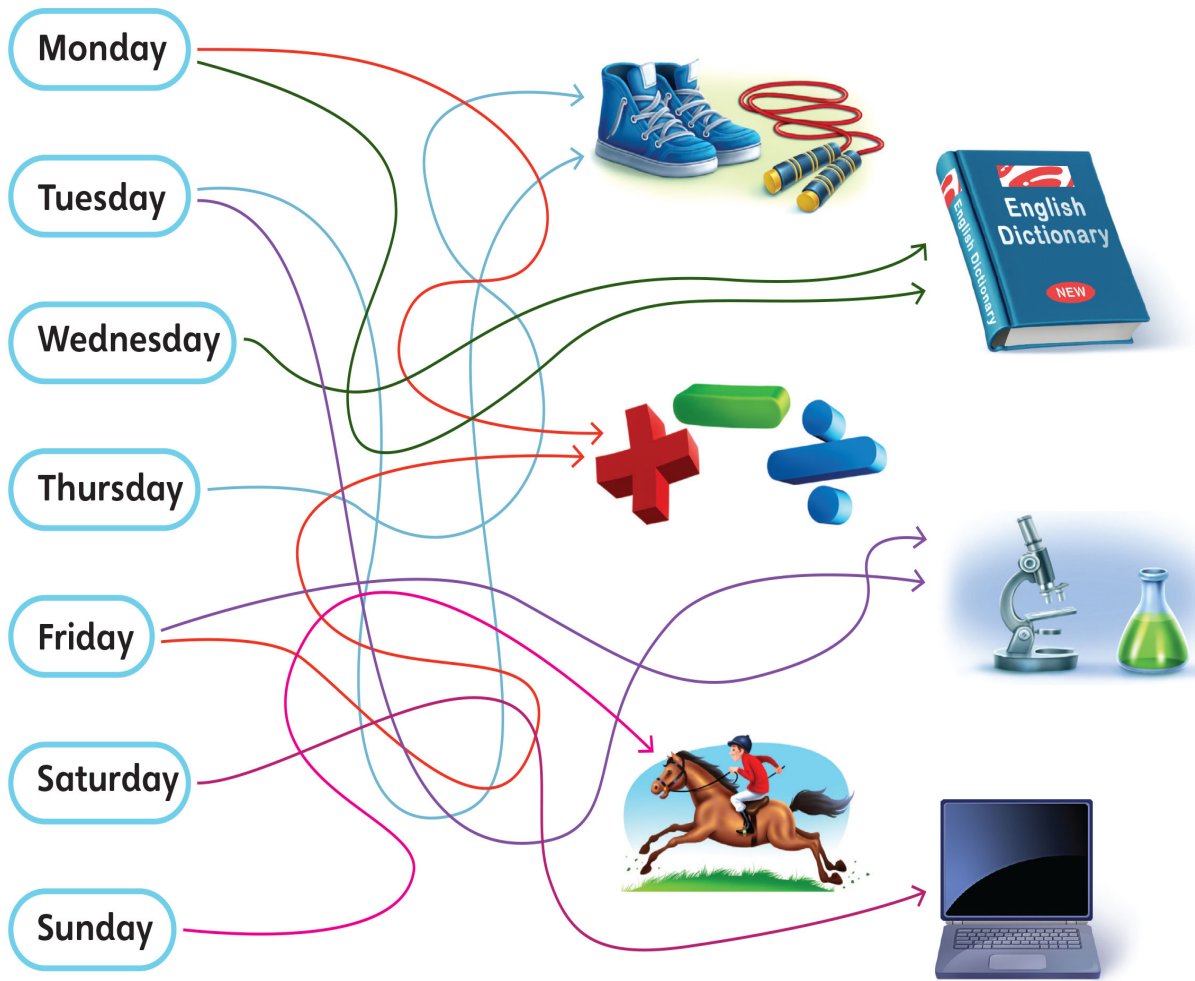 Monday
Tuesday
Wednesday
Thursday
Friday
Saturday
Sunday
English Dictionary
English
Dictionary
NEW